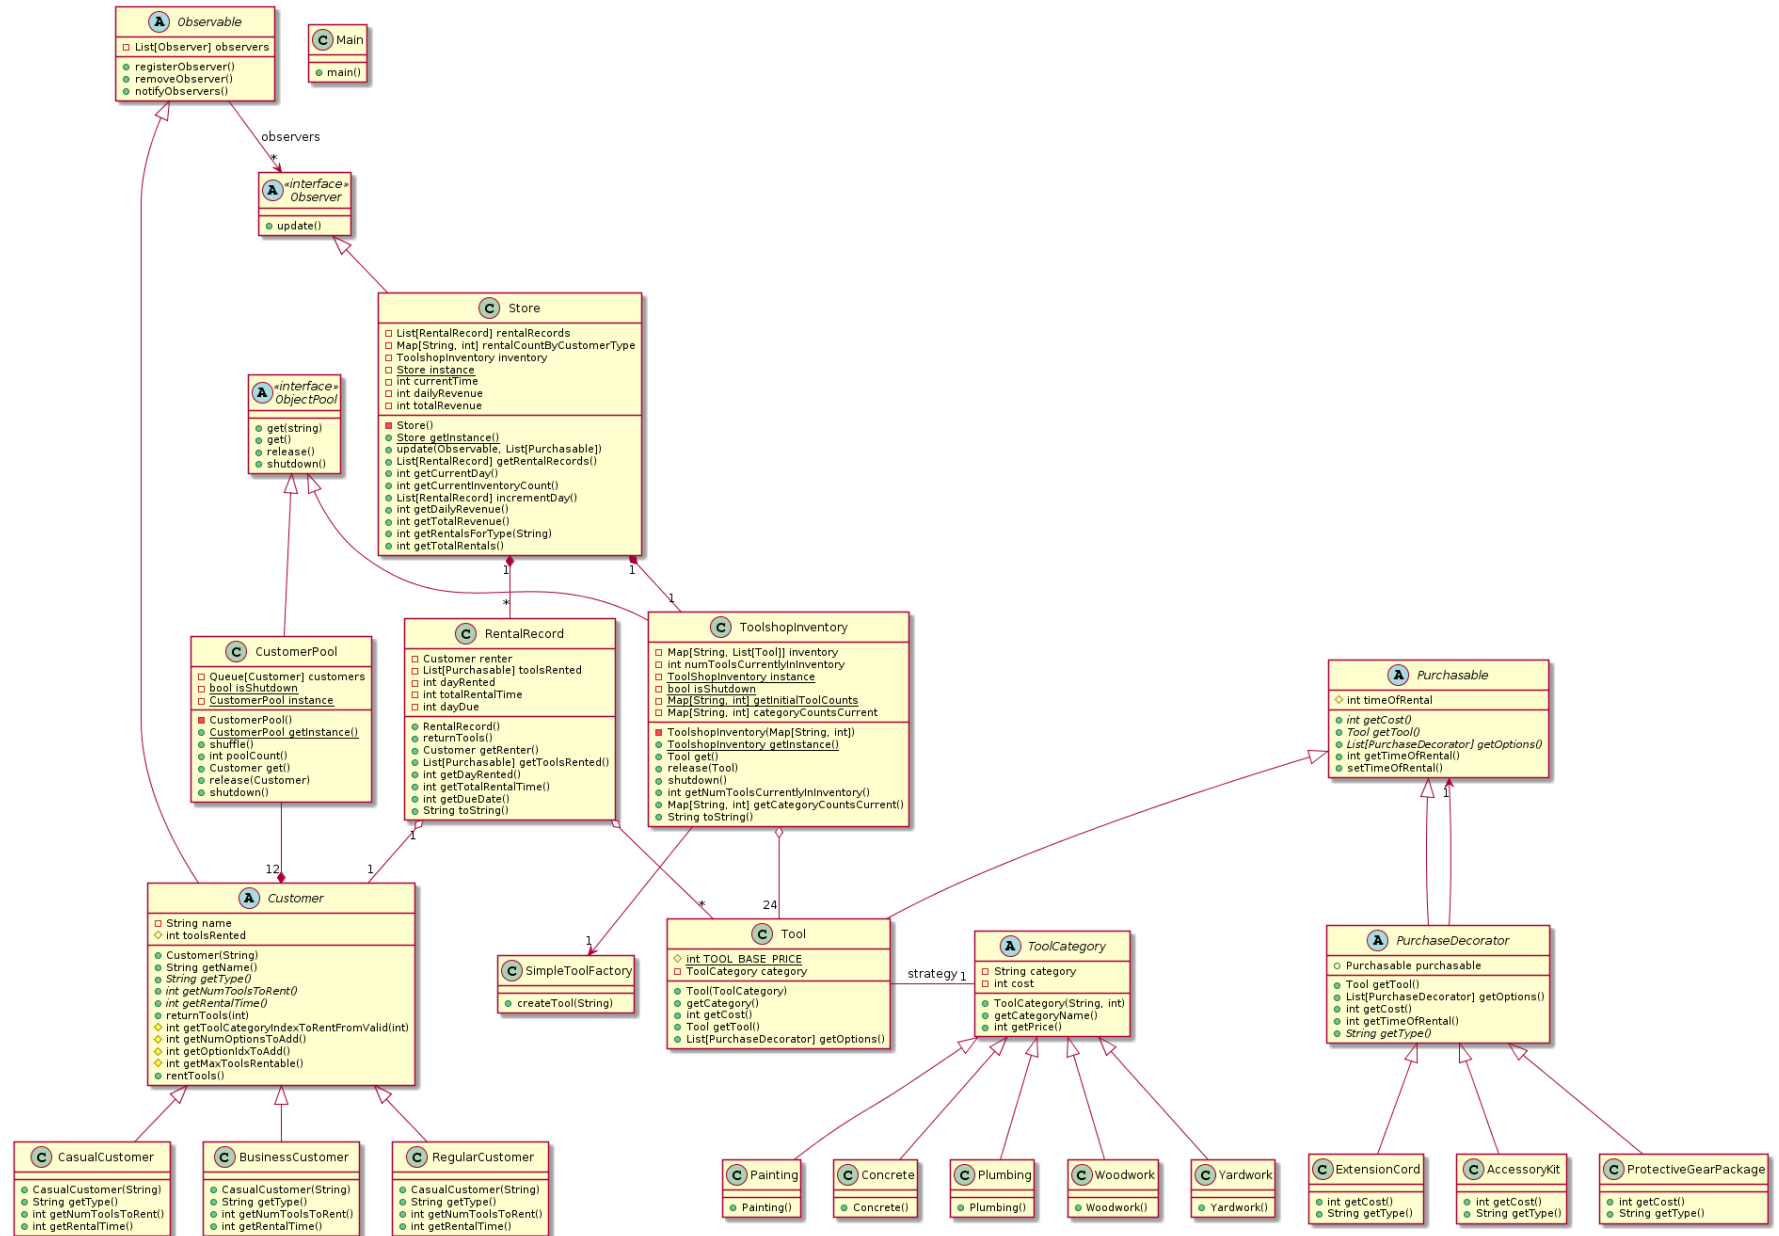 A Observable
List[Observer] observers
registerObserver()
removeObserver()
notifyObservers()
C Main
main()
observers
*
A «interface»
Observer
update()
C Store
List[RentalRecord] rentalRecords
Map[String, int] rentalCountByCustomerType
ToolshopInventory inventory
Store instance
int currentTime
int dailyRevenue
int totalRevenue
Store()
Store getInstance()
update(Observable, List[Purchasable])
List[RentalRecord] getRentalRecords()
int getCurrentDay()
int getCurrentInventoryCount()
List[RentalRecord] incrementDay()
int getDailyRevenue()
int getTotalRevenue()
int getRentalsForType(String)
int getTotalRentals()
A «interface»
ObjectPool
get(string)
get()
release()
shutdown()
1
*
1
1
C CustomerPool
Queue[Customer] customers
bool isShutdown
CustomerPool instance
CustomerPool()
CustomerPool getInstance()
shuffle()
int poolCount()
Customer get()
release(Customer)
shutdown()
C RentalRecord
Customer renter
List[Purchasable] toolsRented
int dayRented
int totalRentalTime
int dayDue
RentalRecord()
returnTools()
Customer getRenter()
List[Purchasable] getToolsRented()
int getDayRented()
int getTotalRentalTime()
int getDueDate()
String toString()
C ToolshopInventory
Map[String, List[Tool]] inventory
int numToolsCurrentlyInInventory
ToolShopInventory instance
bool isShutdown
Map[String, int] getInitialToolCounts
Map[String, int] categoryCountsCurrent
ToolshopInventory(Map[String, int])
ToolshopInventory getInstance()
Tool get()
release(Tool)
shutdown()
int getNumToolsCurrentlyInInventory()
Map[String, int] getCategoryCountsCurrent()
String toString()
A Purchasable
int timeOfRental
int getCost()
Tool getTool()
List[PurchaseDecorator] getOptions()
int getTimeOfRental()
setTimeOfRental()
1
12
1
1
*
24
1
A Customer
String name
int toolsRented
Customer(String)
String getName()
String getType()
int getNumToolsToRent()
int getRentalTime()
returnTools(int)
int getToolCategoryIndexToRentFromValid(int)
int getNumOptionsToAdd()
int getOptionIdxToAdd()
int getMaxToolsRentable()
rentTools()
C SimpleToolFactory
createTool(String)
C Tool
int TOOL_BASE_PRICE
ToolCategory category
Tool(ToolCategory)
getCategory()
int getCost()
Tool getTool()
List[PurchaseDecorator] getOptions()
strategy 1
A ToolCategory
String category
int cost
ToolCategory(String, int)
getCategoryName()
int getPrice()
A PurchaseDecorator
Purchasable purchasable
Tool getTool()
List[PurchaseDecorator] getOptions()
int getCost()
int getTimeOfRental()
String getType()
C CasualCustomer
CasualCustomer(String)
String getType()
int getNumToolsToRent()
int getRentalTime()
C BusinessCustomer
CasualCustomer(String)
String getType()
int getNumToolsToRent()
int getRentalTime()
C RegularCustomer
CasualCustomer(String)
String getType()
int getNumToolsToRent()
int getRentalTime()
C Painting
Painting()
C Concrete
Concrete()
C Plumbing
Plumbing()
C Woodwork
Woodwork()
C Yardwork
Yardwork()
C ExtensionCord
int getCost()
String getType()
C AccessoryKit
int getCost()
String getType()
C ProtectiveGearPackage
int getCost()
String getType()